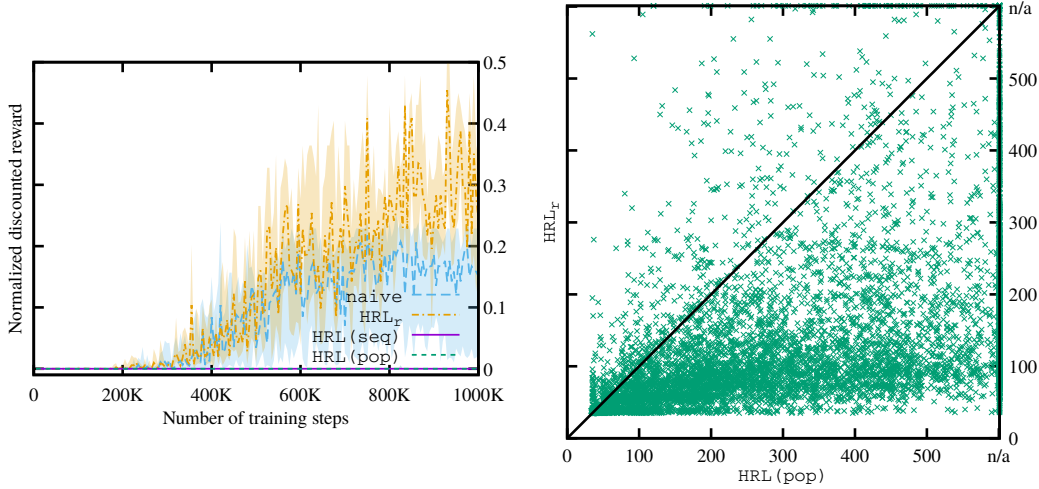 Normalized discounted reward
0.5
0.4
0.3
0.2
0.1
0
naive
HRLr
HRL(seq)
HRL(pop)
0 200K 400K 600K 800K 1000K
Number of training steps
n/a
500
400
300
200
100
0
HRLr
0 100 200 300 400 500 n/a
HRL(pop)